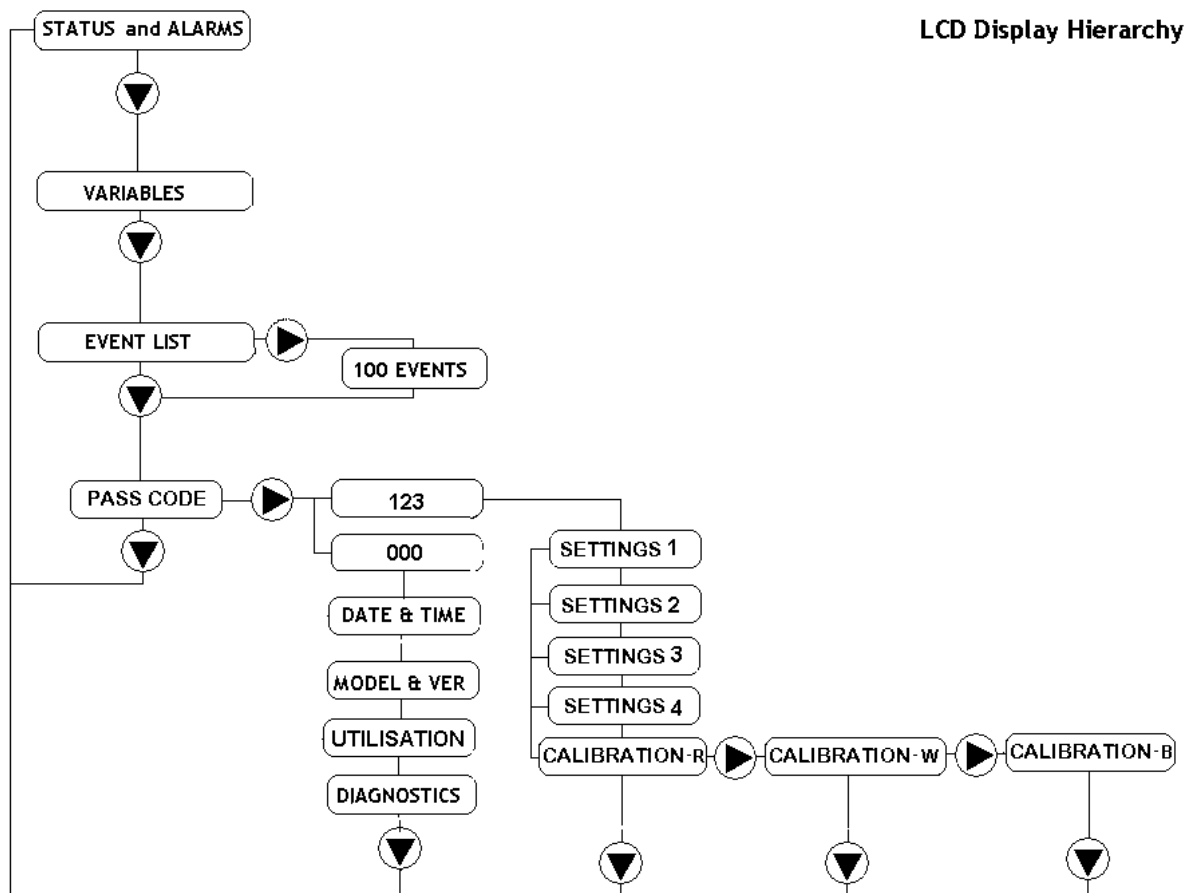 LCD Display Hierarchy
STATUS and ALARMS
VARIABLES
EVENT LIST
100 EVENTS
PASS CODE
123
000
DATE & TIME
MODEL & VER
UTILISATION
DIAGNOSTICS
SETTINGS 1
SETTINGS 2
SETTINGS 3
SETTINGS 4
CALIBRATION-R
CALIBRATION-W
CALIBRATION-B